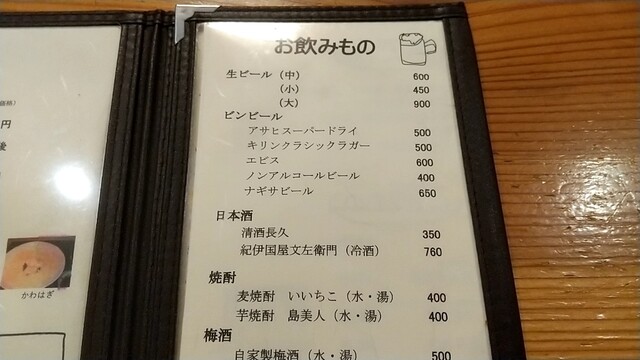 円
かわはぎ
お飲みもの
生ビール（中） 600
（小） 450
（大） 900
ビンビール
アサヒスーパードライ 500
キリンクラシックラガー 500
エビス 600
ノンアルコールビール 400
ナギサビール 650
日本酒
清酒長久 350
紀伊国屋文左衛門（冷酒） 760
焼酎
麦焼酎 いいちこ（水・湯） 400
芋焼酎 島美人（水・湯） 400
梅酒
自家製梅酒（水・湯） 500